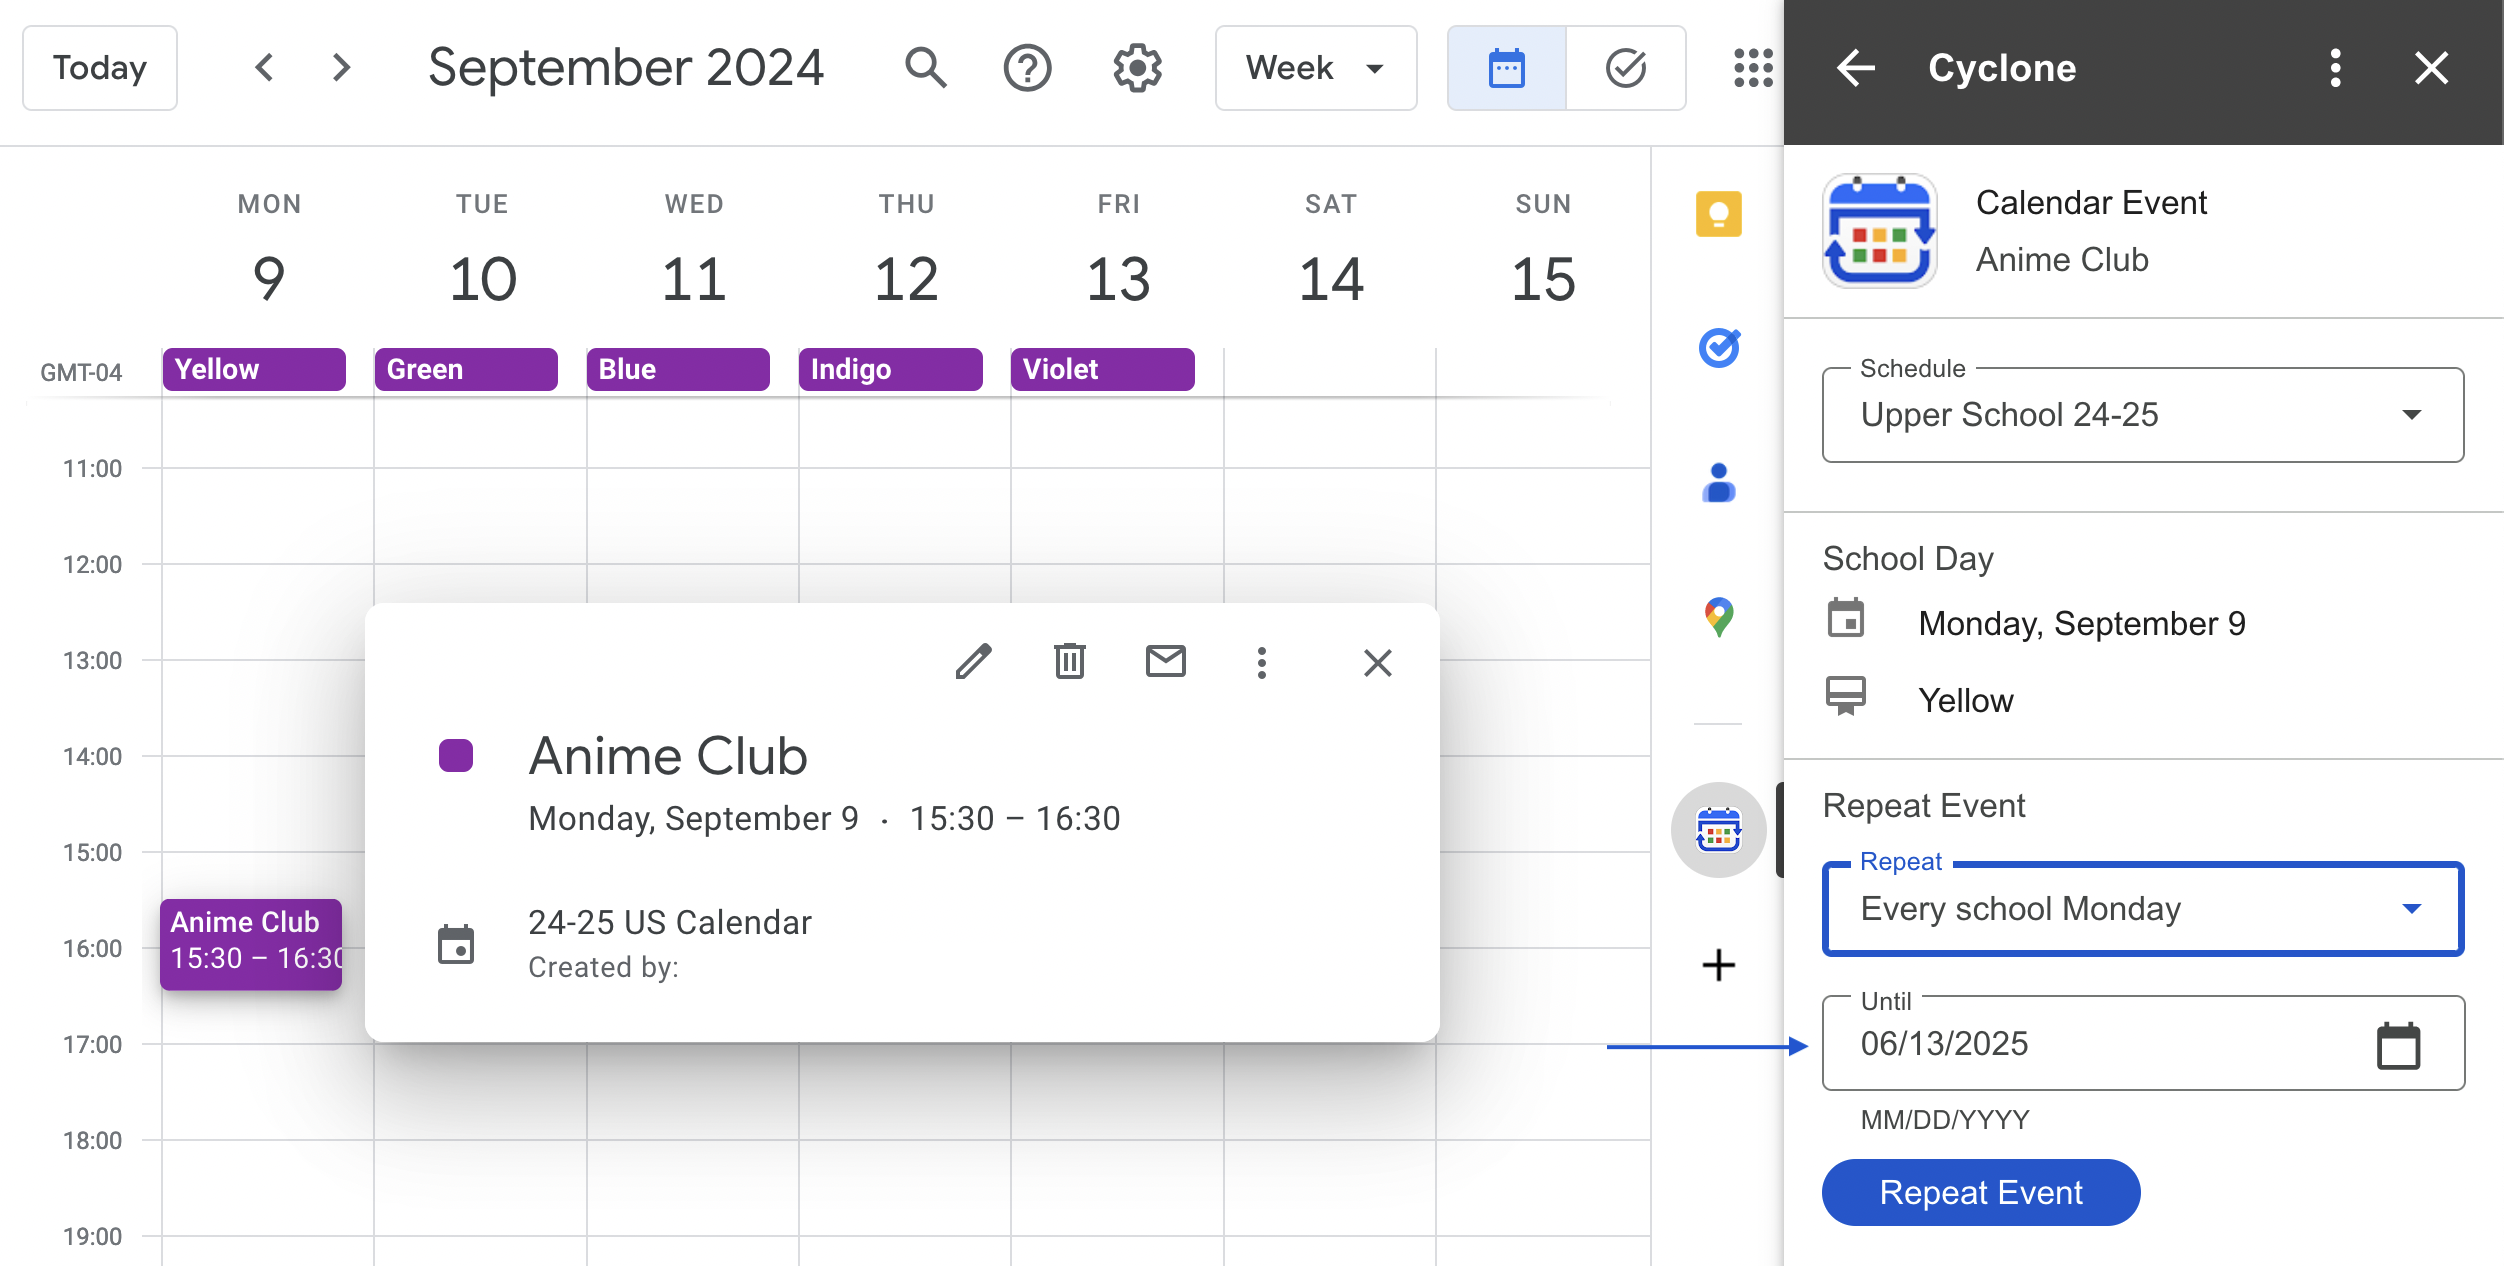 Today
September 2024
Week
MON TUE WED THU FRI SAT SUN
9 10 11 12 13 14 15
GMT-04 Yellow Green Blue Indigo Violet
11:00
12:00
13:00
14:00
15:00
16:00
17:00
18:00
19:00
Anime Club
15:30 – 16:30
Anime Club
Monday, September 9 · 15:30 – 16:30
24-25 US Calendar
Created by:
Cyclone
Calendar Event
Anime Club
Schedule
Upper School 24-25
School Day
Monday, September 9
Yellow
Repeat Event
Repeat
Every school Monday
Until
06/13/2025
MM/DD/YYYY
Repeat Event